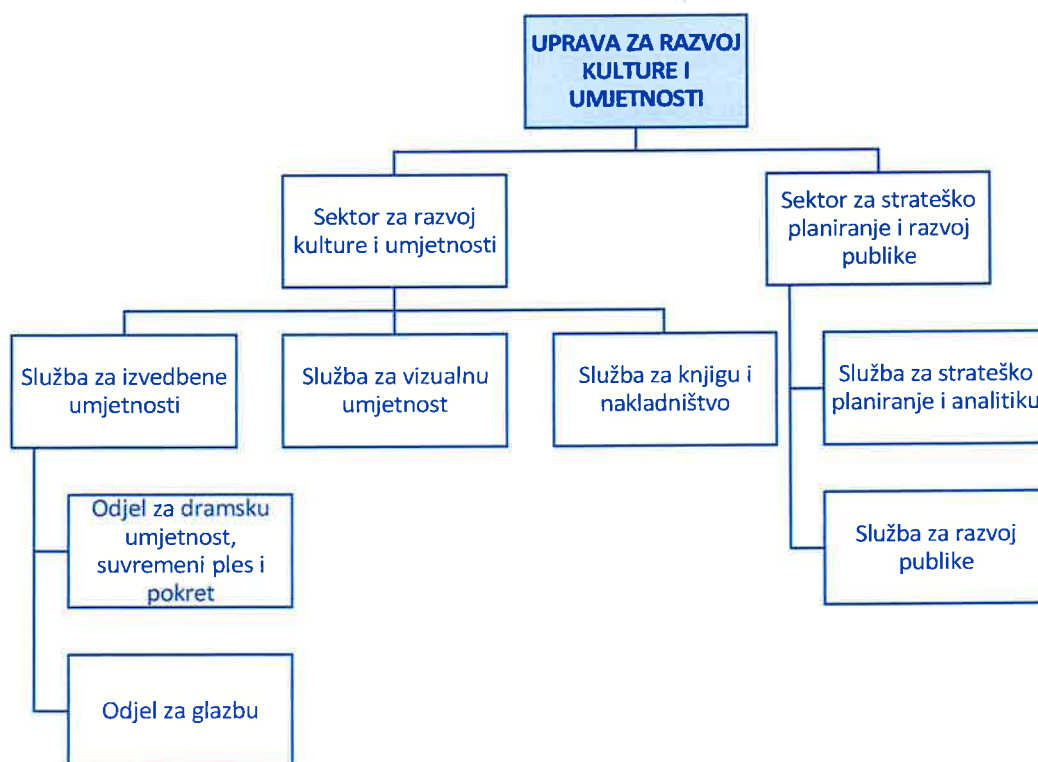 UPRAVA ZA RAZVOJ
KULTURE I
UMJETNOSTI
Sektor za razvoj
kulture i umjetnosti
Sektor za strateško
planiranje i razvoj
publike
Služba za izvedbene
umjetnosti
Služba za vizualnu
umjetnost
Služba za knjigu i
nakladništvo
Služba za strateško
planiranje i analitiku
Odjel za dramsku
umjetnost,
suvremeni ples i
pokret
Služba za razvoj
publike
Odjel za glazbu